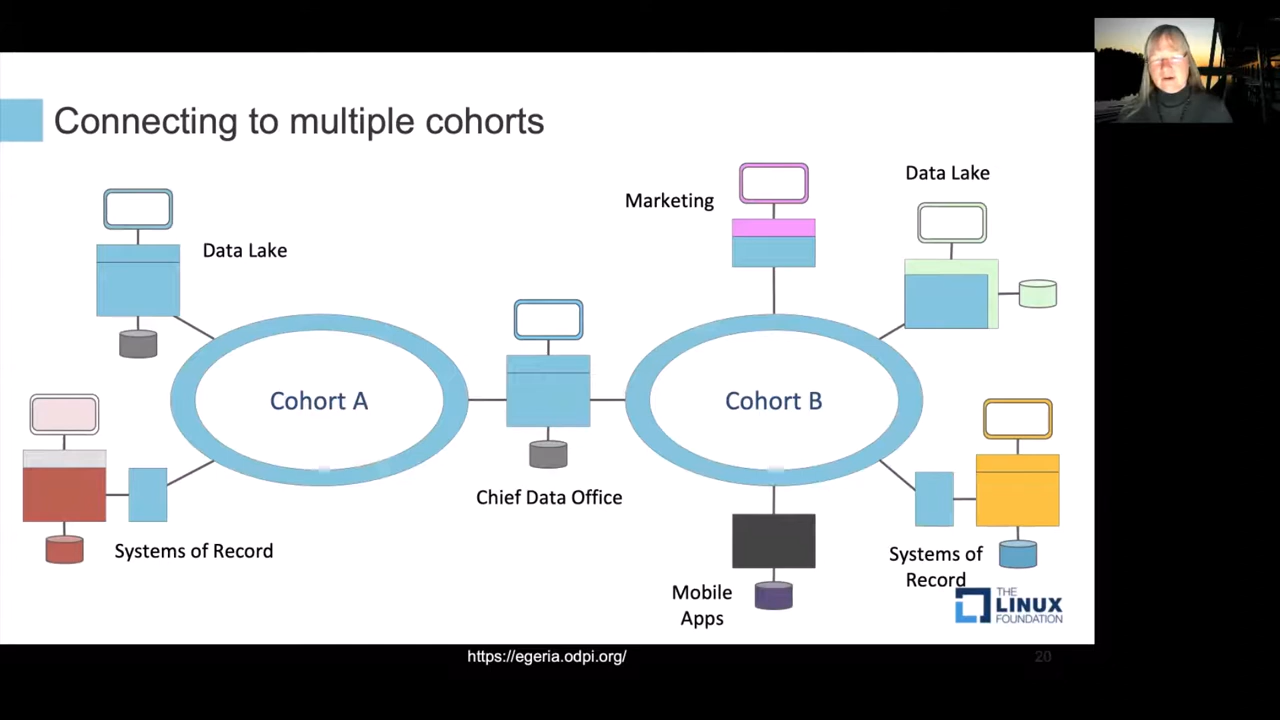 Connecting to multiple cohorts
Marketing
Data Lake
Data Lake
Cohort A
Cohort B
Chief Data Office
Systems of Record
Systems of
Record
Mobile
Apps
THE
LINUX
FOUNDATION
https://egeria.odpi.org/
20